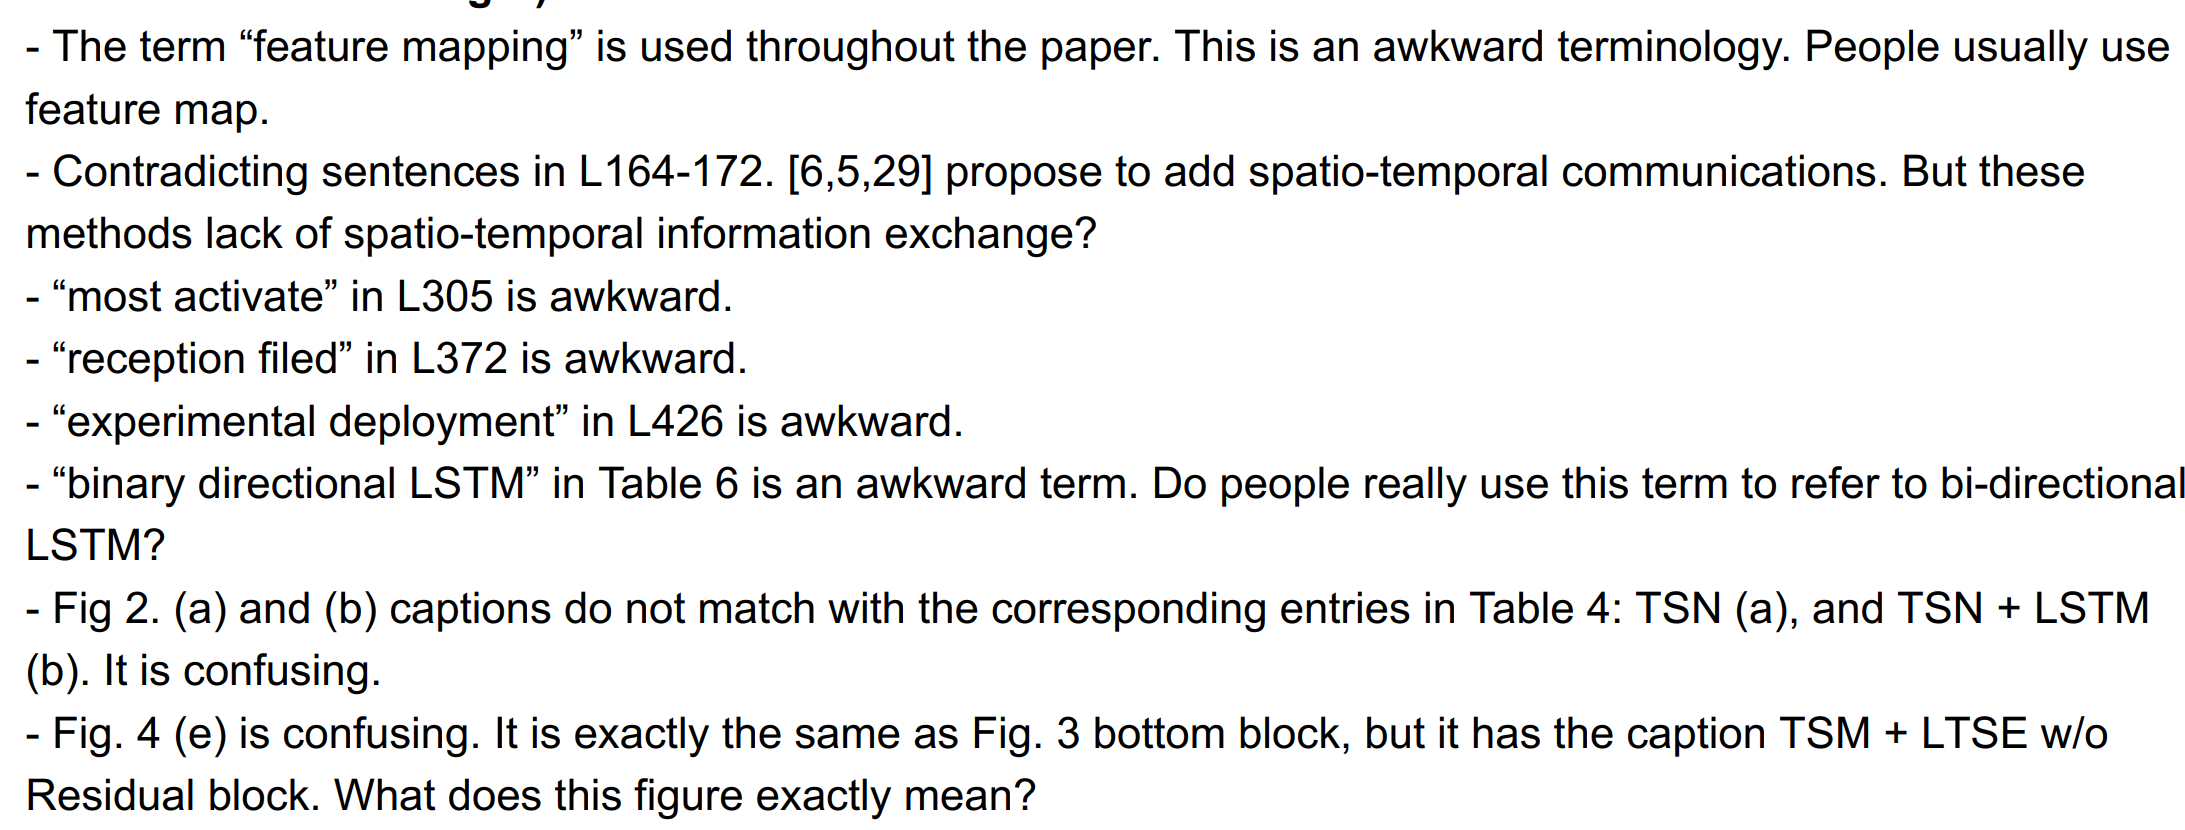 - The term “feature mapping” is used throughout the paper. This is an awkward terminology. People usually use
feature map.
- Contradicting sentences in L164-172. [6,5,29] propose to add spatio-temporal communications. But these
methods lack of spatio-temporal information exchange?
- “most activate” in L305 is awkward.
- “reception filed” in L372 is awkward.
- “experimental deployment” in L426 is awkward.
- “binary directional LSTM” in Table 6 is an awkward term. Do people really use this term to refer to bi-directional
LSTM?
- Fig 2. (a) and (b) captions do not match with the corresponding entries in Table 4: TSN (a), and TSN + LSTM
(b). It is confusing.
- Fig. 4 (e) is confusing. It is exactly the same as Fig. 3 bottom block, but it has the caption TSM + LTSE w/o
Residual block. What does this figure exactly mean?